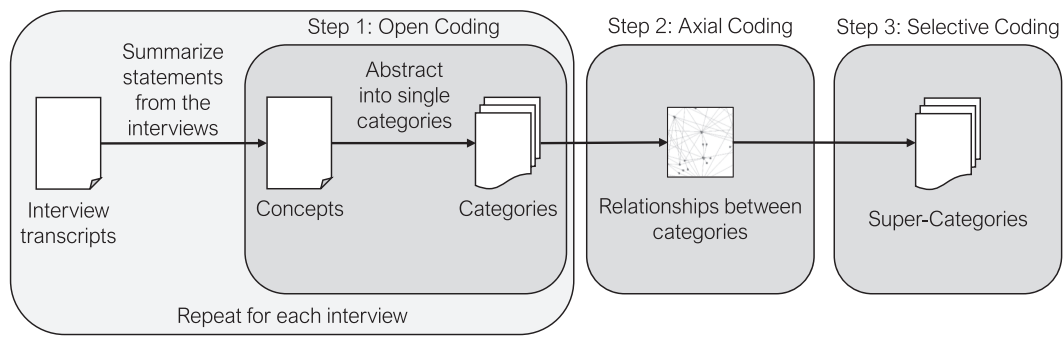 Step 1: Open Coding
Step 2: Axial Coding
Step 3: Selective Coding
Summarize
statements
from the
interviews
Abstract
into single
categories
Interview
transcripts
Concepts
Categories
Relationships between
categories
Super-Categories
Repeat for each interview